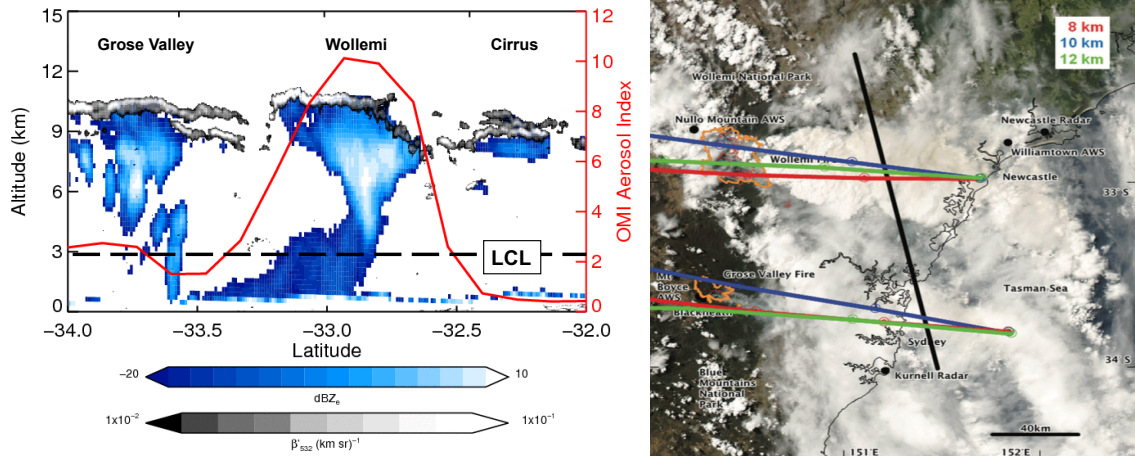 15
12
9
6
3
0
Altitude (km)
Grose Valley
Wollemi
Cirrus
LCL
12
10
8
6
4
2
0
OMI Aerosol Index
−34.0
−33.5
−33.0
−32.5
−32.0
Latitude
−20
10
dBZe
1x10−2
1x10−1
β'532 (km sr)−1
8 km
10 km
12 km
Wollemi National Park
Nullo Mountain AWS
Newcastle Radar
Williamtown AWS
Wollemi
Newcastle
33°S
Grose Valley Fire
Mt
Boyce
AWS
Blackheath
Tasman Sea
Sydney
34°S
Kurnell Radar
Blue
Mountains
National
Park
40km
151°E
152°E